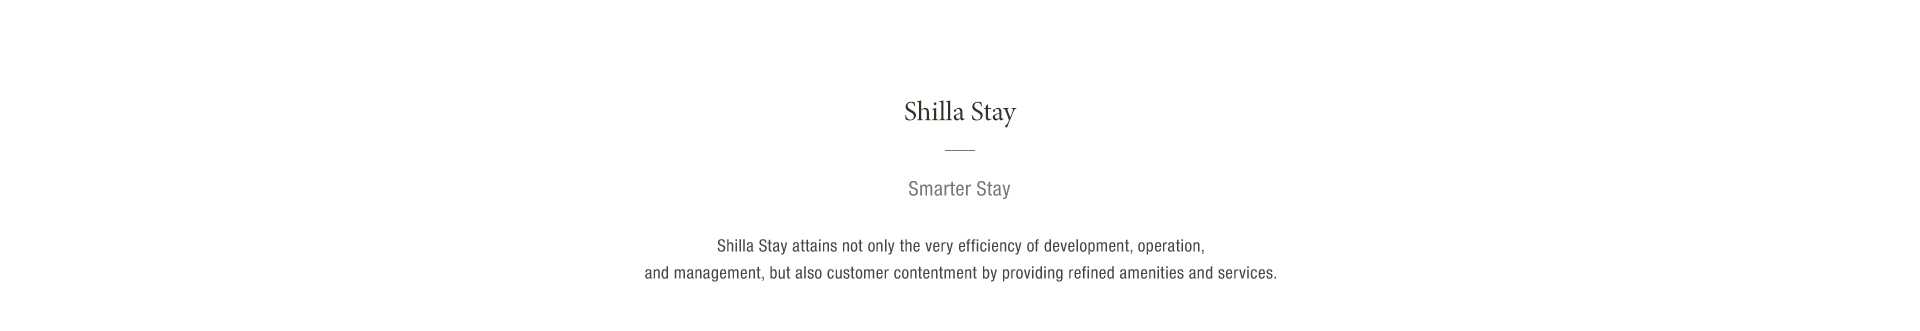 Shilla Stay
Smarter Stay
Shilla Stay attains not only the very efficiency of development, operation,
and management, but also customer contentment by providing refined amenities and services.